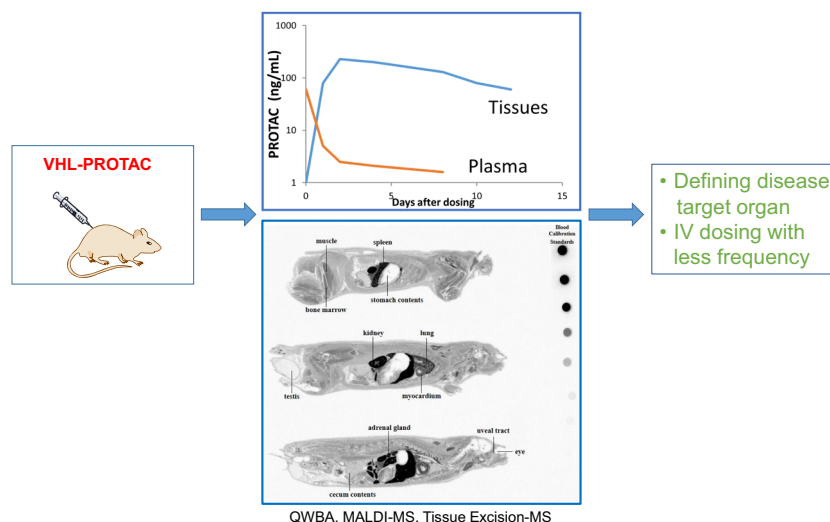 VHL-PROTAC
PROTAC (ng/mL)
1000
100
10
1
0
5
10
15
Tissues
Plasma
Days after dosing
muscle
spleen
Blood
Calibration
Standards
stomach contents
bone marrow
kidney
lung
testis
myocardium
adrenal gland
uveal tract
eye
cecum contents
QWBA, MALDI-MS, Tissue Excision-MS
• Defining disease
target organ
• IV dosing with
less frequency